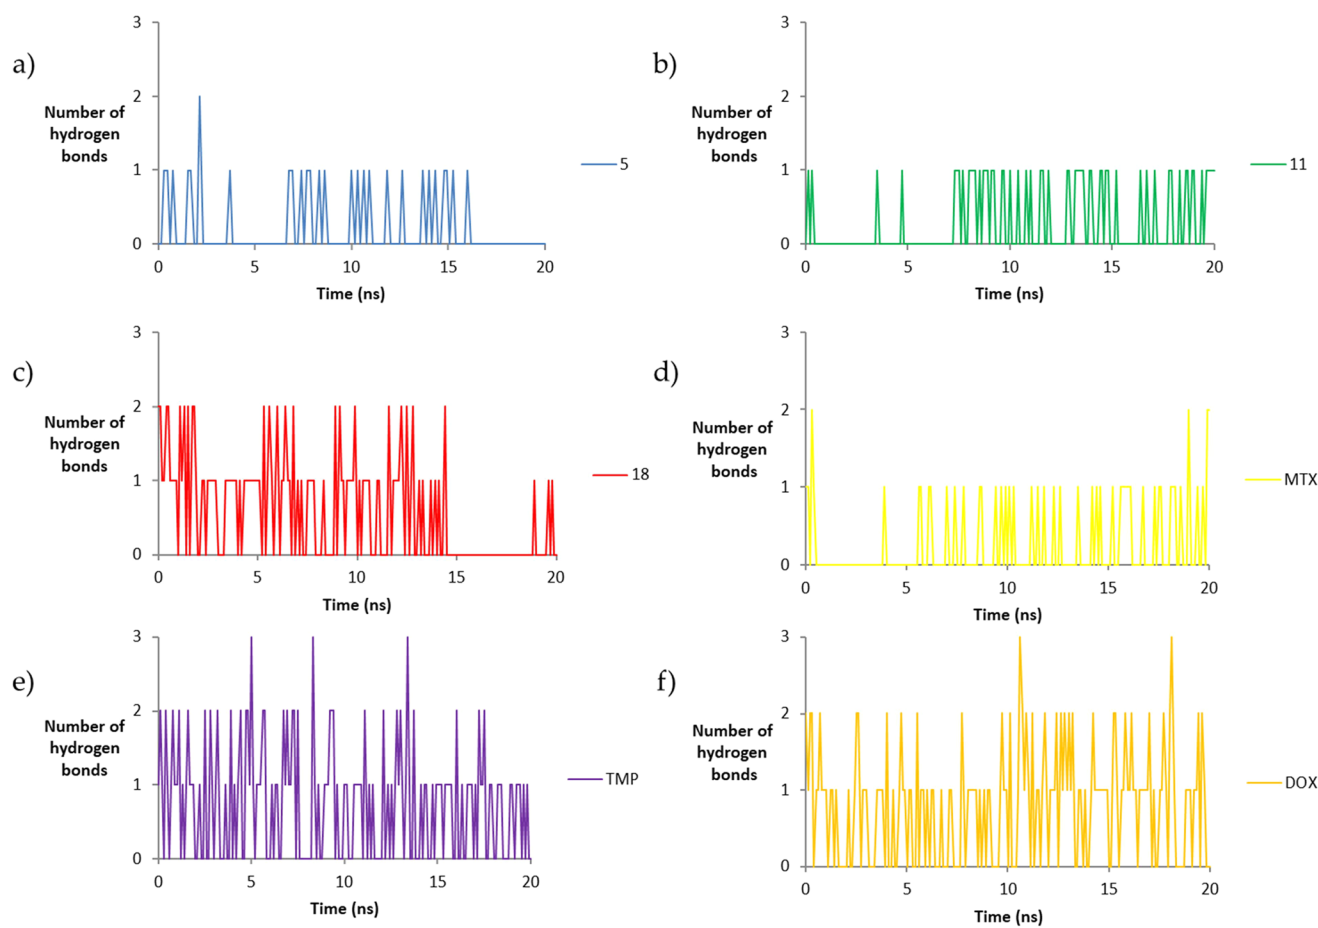 a)
3
2
1
0
Number of
hydrogen
bonds
0 5 10 15 20
Time (ns)
5
b)
3
2
1
0
Number of
hydrogen
bonds
0 5 10 15 20
Time (ns)
11
c)
3
2
1
0
Number of
hydrogen
bonds
0 5 10 15 20
Time (ns)
18
d)
3
2
1
0
Number of
hydrogen
bonds
0 5 10 15 20
Time (ns)
MTX
e)
3
2
1
0
Number of
hydrogen
bonds
0 5 10 15 20
Time (ns)
TMP
f)
3
2
1
0
Number of
hydrogen
bonds
0 5 10 15 20
Time (ns)
DOX